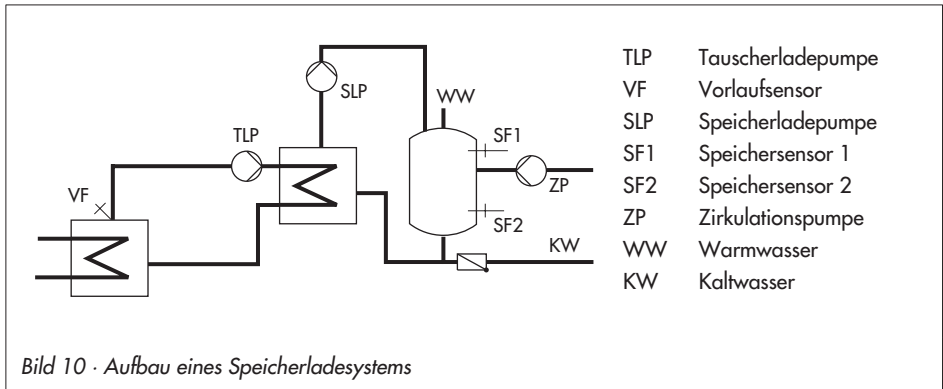 SLP
WW
TLP
SF1
VF
ZP
SF2
KW
TLP Tauscherladepumpe
VF Vorlaufsensor
SLP Speicherladepumpe
SF1 Speichersensor 1
SF2 Speichersensor 2
ZP Zirkulationspumpe
WW Warmwasser
KW Kaltwasser
Bild 10 · Aufbau eines Speicherladesystems